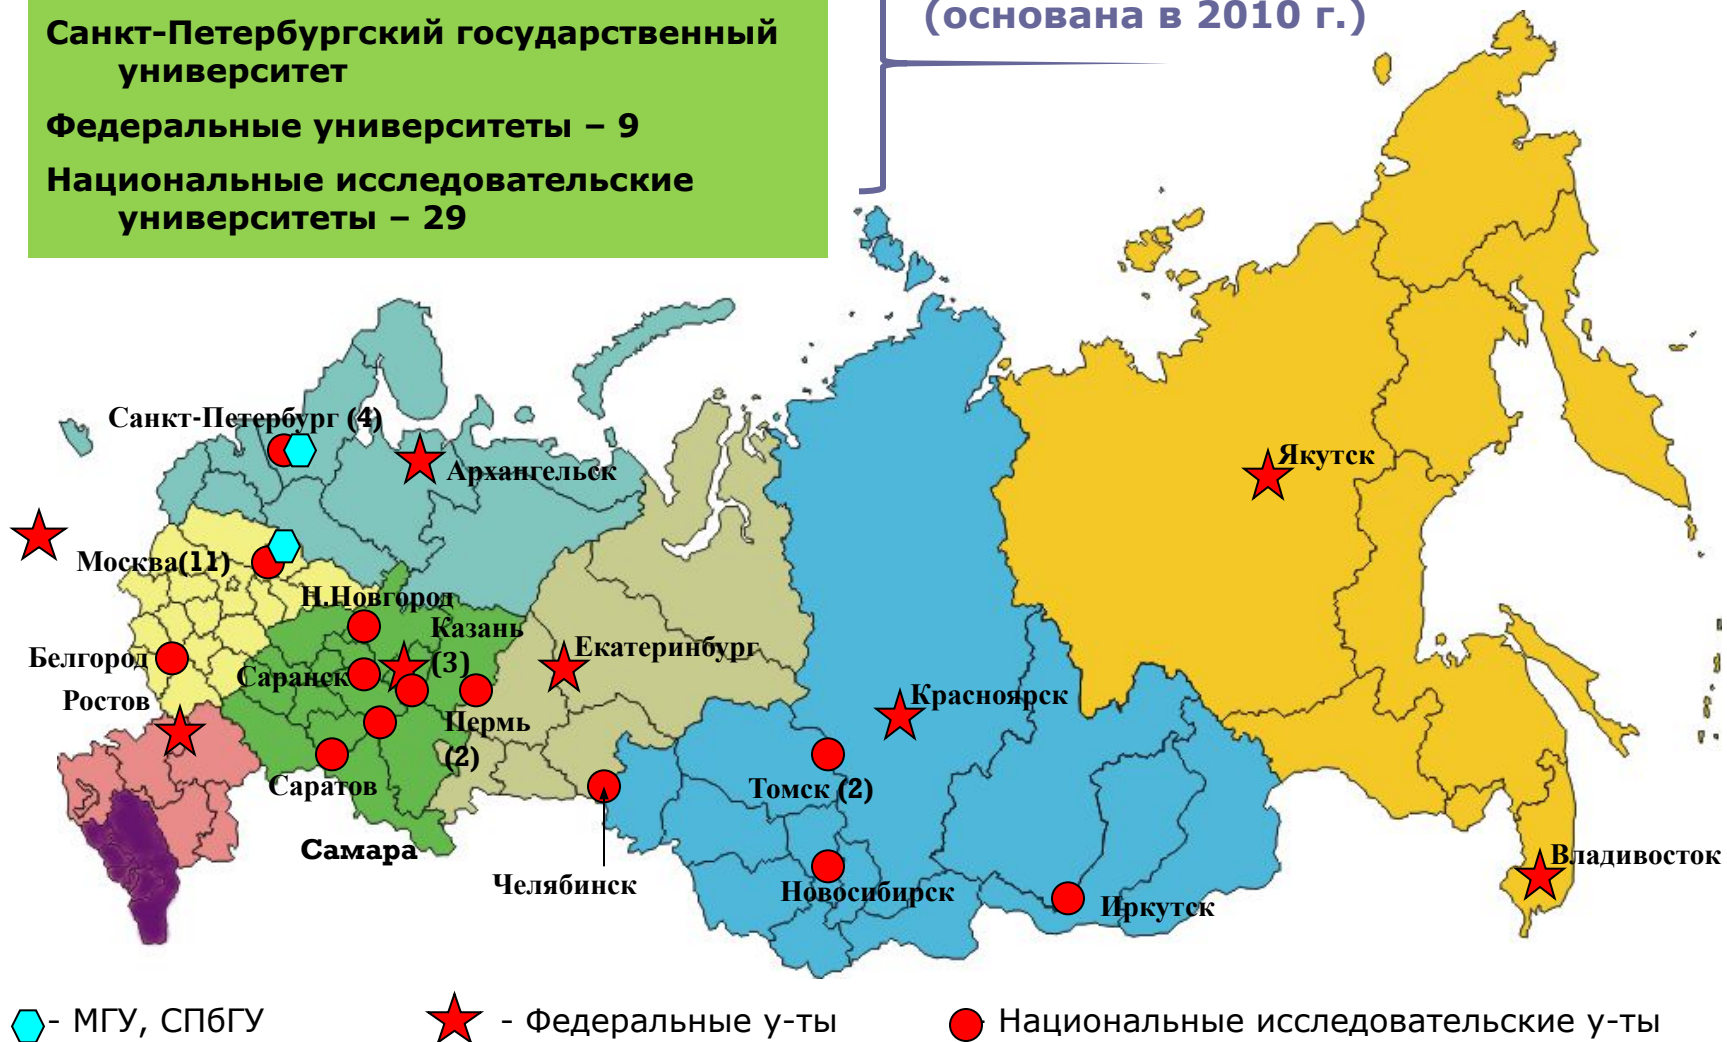 Санкт-Петербургский государственный
университет
Федеральные университеты – 9
Национальные исследовательские
университеты – 29
(основана в 2010 г.)
Санкт-Петербург (4)
Архангельск
Якутск
Москва(11)
Н.Новгород
Казань
(3)
Екатеринбург
Белгород
Саранск
Ростов
Красноярск
Пермь
(2)
Саратов
Томск (2)
Самара
Челябинск
Новосибирск
Иркутск
Владивосток
- МГУ, СПбГУ
- Федеральные у-ты
- Национальные исследовательские у-ты